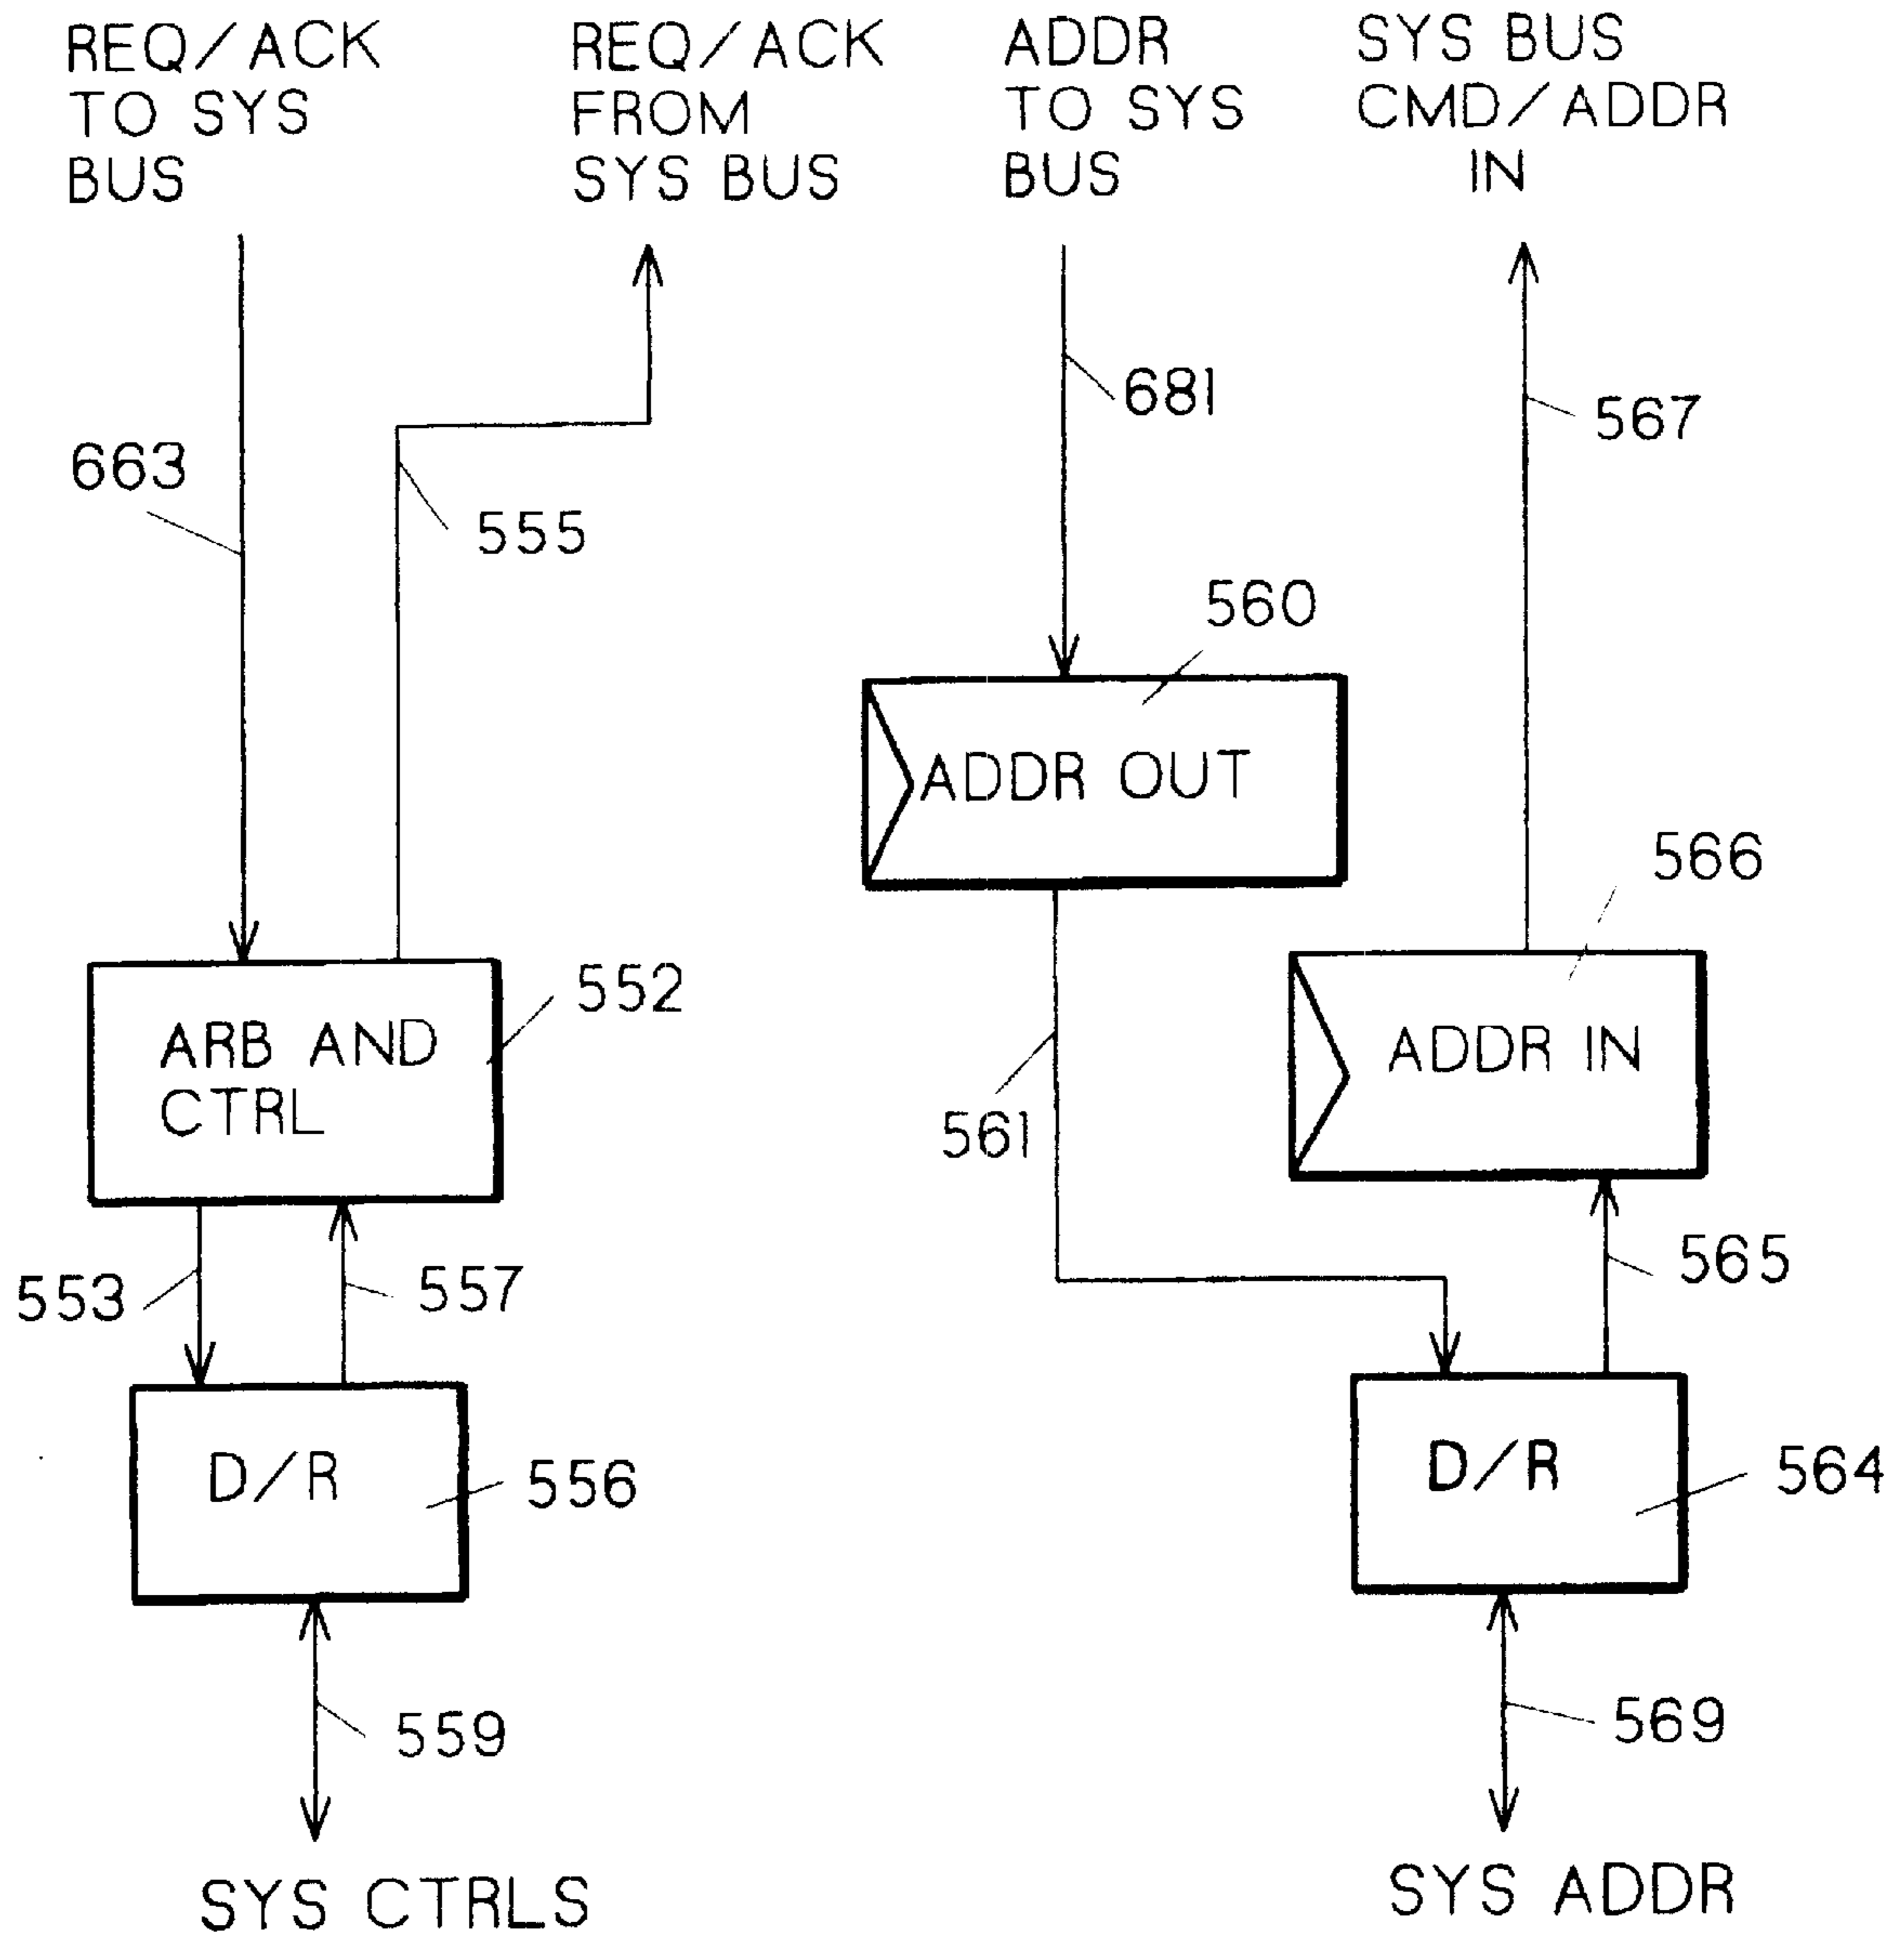 REQ/ACK
TO SYS
BUS
REQ/ACK
FROM
SYS BUS
ADDR
TO SYS
BUS
SYS BUS
CMD/ADDR
IN
681
567
663
555
560
ADDR OUT
566
552
ARB AND
CTRL
ADDR IN
561
553
557
565
D/R
556
D/R
564
559
569
SYS CTRLS
SYS ADDR